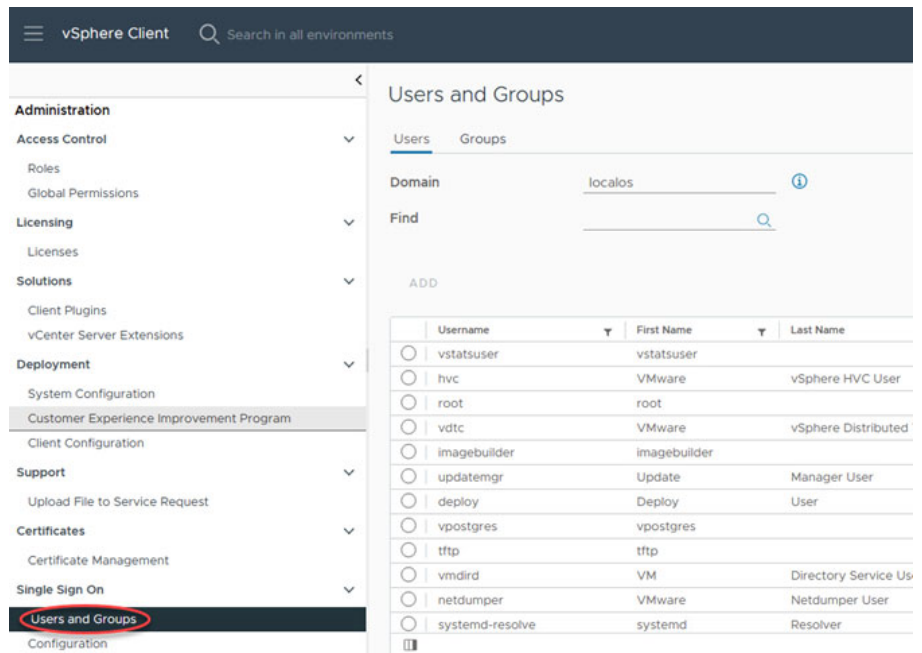 vSphere Client
Search in all environments
Administration
Access Control
Roles
Global Permissions
Licensing
Licenses
Solutions
Client Plugins
vCenter Server Extensions
Deployment
System Configuration
Customer Experience Improvement Program
Client Configuration
Support
Upload File to Service Request
Certificates
Certificate Management
Single Sign On
Users and Groups
Configuration
Users and Groups
Users Groups
Domain localos
Find
ADD
Username First Name Last Name
vstatsuser vstatsuser
hvc VMware vSphere HVC User
root root
vdtc VMware vSphere Distributed
imagebuilder imagebuilder
updatemgr Update Manager User
deploy Deploy User
vpostgres vpostgres
tftp tftp
vmdird VM Directory Service Us
netdumper VMware Netdumper User
systemd-resolve systemd Resolver